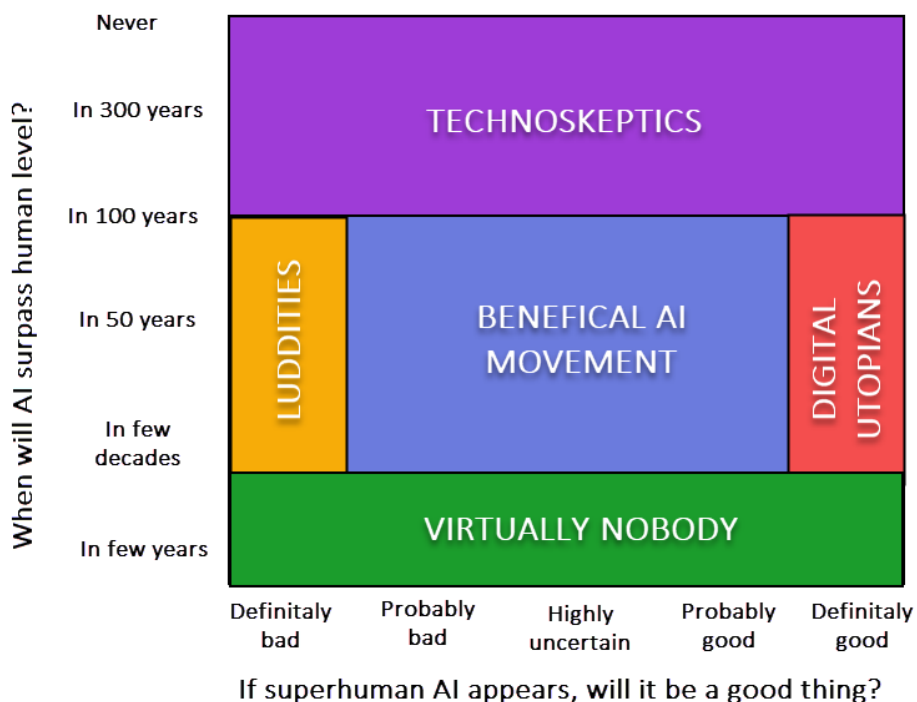 When will AI surpass human level?
Never
In 300 years
In 100 years
In 50 years
In few
decades
In few years
TECHNOSKEPTICS
LUDDITIES
BENEFICAL AI
MOVEMENT
DIGITAL
UTOPIANS
VIRTUALLY NOBODY
Definitaly
bad
Probably
bad
Highly
uncertain
Probably
good
Definitaly
good
If superhuman AI appears, will it be a good thing?